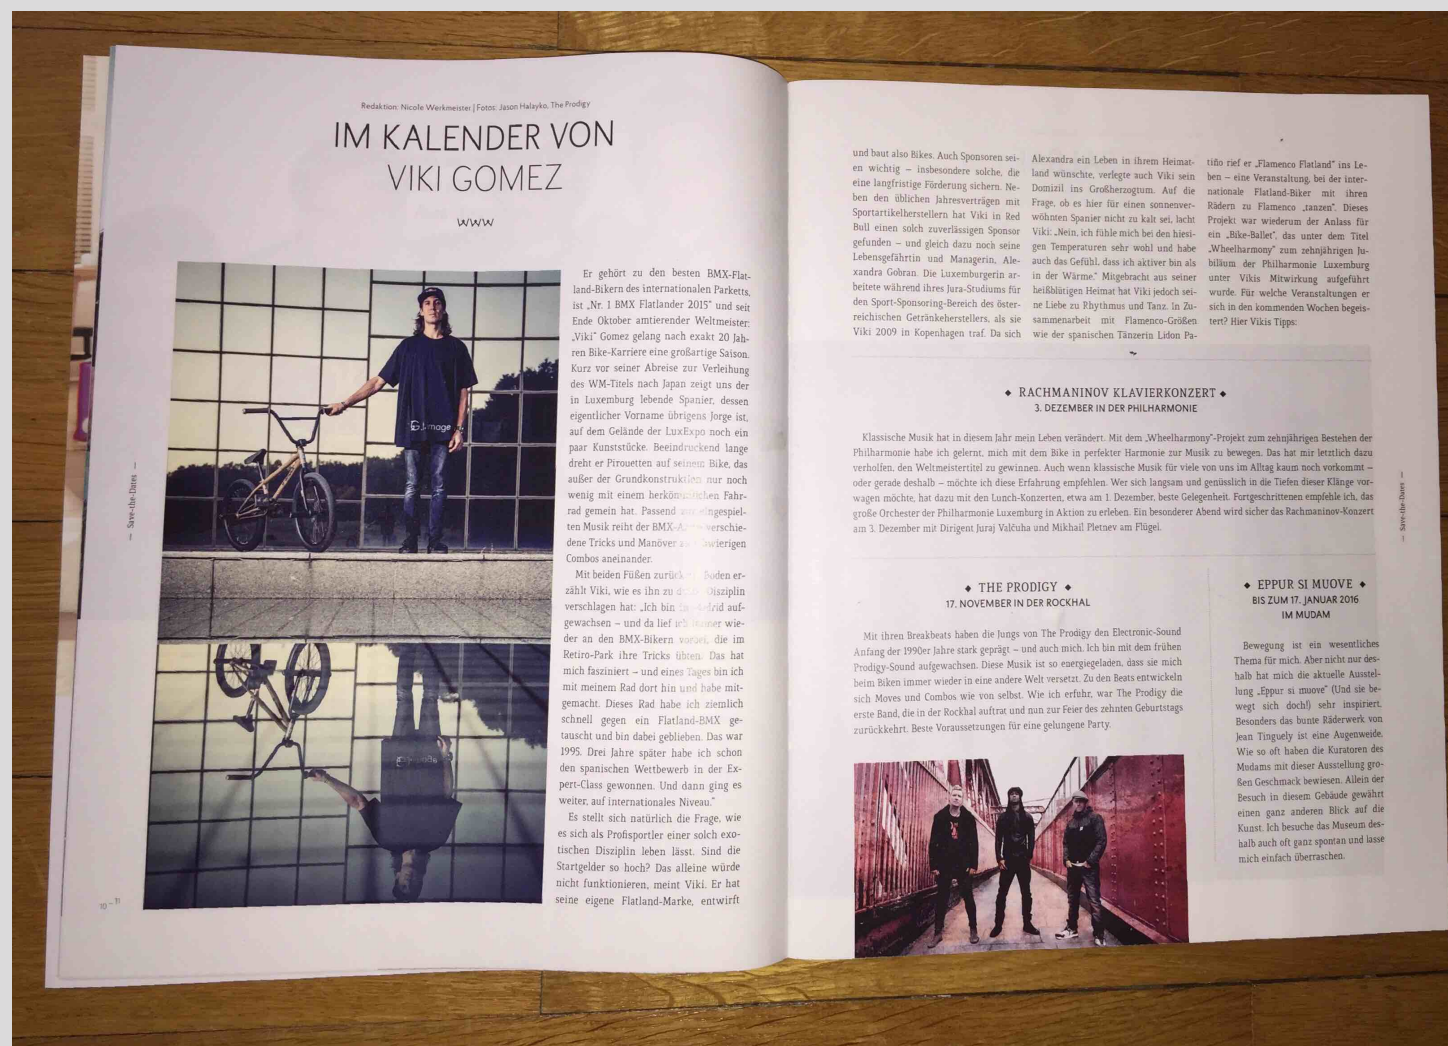 Redaktion: Nicole Werkmeister | Fotos: Jason Halayko, The Prodigy
IM KALENDER VON
VIKI GOMEZ
Er gehört zu den besten BMX-Flat-
land-Bikern des internationalen Parketts,
ist „Nr. 1 BMX Flatlander 2015“ und seit
Ende Oktober amtierender Weltmeister:
„Viki“ Gomez gelang nach exakt 20 Jah-
ren Bike-Karriere eine großartige Saison.
Kurz vor seiner Abreise zur Verleihung
des WM-Titels nach Japan zeigt uns der
in Luxemburg lebende Spanier, dessen
eigentlicher Vorname übrigens Jorge ist,
auf dem Gelände der LuxExpo noch ein
paar Kunststücke. Beeindruckend lange
dreht er Pirouetten auf seinem Bike, das
außer der Grundkonstruktion nur noch
wenig mit einem herkömmlichen Fahr-
rad gemein hat. Passend zur eingespiel-
ten Musik reiht der BMX- verschie-
dene Tricks und Manöver zu schwierigen
Combos aneinander.
Mit beiden Füßen zurück Boden er-
zählt Viki, wie es ihn zu dieser Disziplin
verschlagen hat: „Ich bin in Madrid auf-
gewachsen – und da lief ich immer wie-
der an den BMX-Bikern vorbei, die im
Retiro-Park ihre Tricks übten. Das hat
mich fasziniert – und eines Tages bin ich
mit meinem Rad dort hin und habe mit-
gemacht. Dieses Rad habe ich ziemlich
schnell gegen ein Flatland-BMX ge-
tauscht und bin dabei geblieben. Das war
1995. Drei Jahre später habe ich schon
den spanischen Wettbewerb in der Ex-
pert-Class gewonnen. Und dann ging es
weiter, auf internationales Niveau.“
Es stellt sich natürlich die Frage, wie
es sich als Profisportler einer solch exo-
tischen Disziplin leben lässt. Sind die
Startgelder so hoch? Das alleine würde
nicht funktionieren, meint Viki. Er hat
seine eigene Flatland-Marke, entwirft
— Save-the-Dates —
10 – 11
und baut also Bikes. Auch Sponsoren sei-
en wichtig – insbesondere solche, die
eine langfristige Förderung sichern. Ne-
ben den üblichen Jahresverträgen mit
Sportartikelherstellern hat Viki in Red
Bull einen solch zuverlässigen Sponsor
gefunden – und gleich dazu noch seine
Lebensgefährtin und Managerin, Ale-
xandra Gobran. Die Luxemburgerin ar-
beitete während ihres Jura-Studiums für
den Sport-Sponsoring-Bereich des öster-
reichischen Getränkeherstellers, als sie
Viki 2009 in Kopenhagen traf. Da sich
Alexandra ein Leben in ihrem Heimat-
land wünschte, verlegte auch Viki sein
Domizil ins Großherzogtum. Auf die
Frage, ob es hier für einen sonnenver-
wöhnten Spanier nicht zu kalt sei, lacht
Viki: „Nein, ich fühle mich bei den hiesi-
gen Temperaturen sehr wohl und habe
auch das Gefühl, dass ich aktiver bin als
in der Wärme.“ Mitgebracht aus seiner
heißblütigen Heimat hat Viki jedoch sei-
ne Liebe zu Rhythmus und Tanz. In Zu-
sammenarbeit mit Flamenco-Größen
wie der spanischen Tänzerin Lidon Pa-
tiño rief er „Flamenco Flatland“ ins Le-
ben – eine Veranstaltung, bei der inter-
nationale Flatland-Biker mit ihren
Rädern zu Flamenco „tanzen“. Dieses
Projekt war wiederum der Anlass für
ein „Bike-Ballet“, das unter dem Titel
„Wheelharmony“ zum zehnjährigen Ju-
biläum der Philharmonie Luxemburg
unter Vikis Mitwirkung aufgeführt
wurde. Für welche Veranstaltungen er
sich in den kommenden Wochen begeis-
tert? Hier Vikis Tipps:
◆ RACHMANINOV KLAVIERKONZERT ◆
3. DEZEMBER IN DER PHILHARMONIE
Klassische Musik hat in diesem Jahr mein Leben verändert. Mit dem „Wheelharmony“-Projekt zum zehnjährigen Bestehen der
Philharmonie habe ich gelernt, mich mit dem Bike in perfekter Harmonie zur Musik zu bewegen. Das hat mir letztlich dazu
verholfen, den Weltmeistertitel zu gewinnen. Auch wenn klassische Musik für viele von uns im Alltag kaum noch vorkommt –
oder gerade deshalb – möchte ich diese Erfahrung empfehlen. Wer sich langsam und genüsslich in die Tiefen dieser Klänge vor-
wagen möchte, hat dazu mit den Lunch-Konzerten, etwa am 1. Dezember, beste Gelegenheit. Fortgeschrittenen empfehle ich, das
große Orchester der Philharmonie Luxemburg in Aktion zu erleben. Ein besonderer Abend wird sicher das Rachmaninov-Konzert
am 3. Dezember mit Dirigent Juraj Valčuha und Mikhail Pletnev am Flügel.
◆ THE PRODIGY ◆
17. NOVEMBER IN DER ROCKHAL
Mit ihren Breakbeats haben die Jungs von The Prodigy den Electronic-Sound
Anfang der 1990er Jahre stark geprägt – und auch mich. Ich bin mit dem frühen
Prodigy-Sound aufgewachsen. Diese Musik ist so energiegeladen, dass sie mich
beim Biken immer wieder in eine andere Welt versetzt. Zu den Beats entwickeln
sich Moves und Combos wie von selbst. Wie ich erfuhr, war The Prodigy die
erste Band, die in der Rockhal auftrat und nun zur Feier des zehnten Geburtstags
zurückkehrt. Beste Voraussetzungen für eine gelungene Party.
◆ EPPUR SI MUOVE ◆
BIS ZUM 17. JANUAR 2016
IM MUDAM
Bewegung ist ein wesentliches
Thema für mich. Aber nicht nur des-
halb hat mich die aktuelle Ausstel-
lung „Eppur si muove“ (Und sie be-
wegt sich doch!) sehr inspiriert.
Besonders das bunte Räderwerk von
Jean Tinguely ist eine Augenweide.
Wie so oft haben die Kuratoren des
Mudams mit dieser Ausstellung gro-
ßen Geschmack bewiesen. Allein der
Besuch in diesem Gebäude gewährt
einen ganz anderen Blick auf die
Kunst. Ich besuche das Museum des-
halb auch oft ganz spontan und lasse
mich einfach überraschen.
— Save-the-Dates —